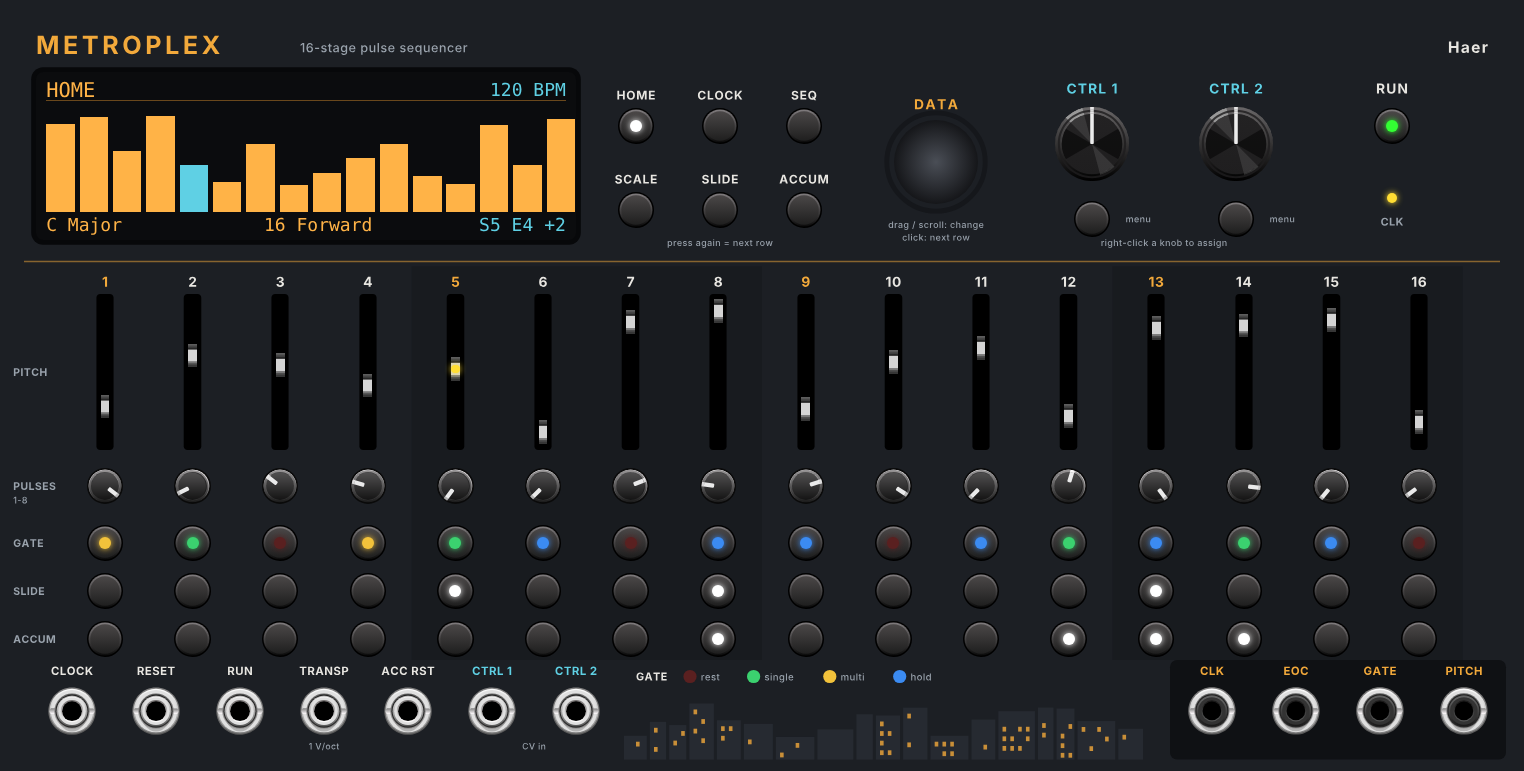 METROPLEX
16-stage pulse sequencer
Haer
HOME
120 BPM
C Major
16 Forward
S5 E4 +2
HOME
CLOCK
SEQ
SCALE
SLIDE
ACCUM
press again = next row
DATA
drag / scroll: change
click: next row
CTRL 1
CTRL 2
menu
menu
right-click a knob to assign
RUN
CLK
1 2 3 4 5 6 7 8 9 10 11 12 13 14 15 16
PITCH
PULSES
1-8
GATE
SLIDE
ACCUM
CLOCK
RESET
RUN
TRANSP
ACC RST
CTRL 1
CTRL 2
1 V/oct
CV in
GATE
rest
single
multi
hold
CLK
EOC
GATE
PITCH